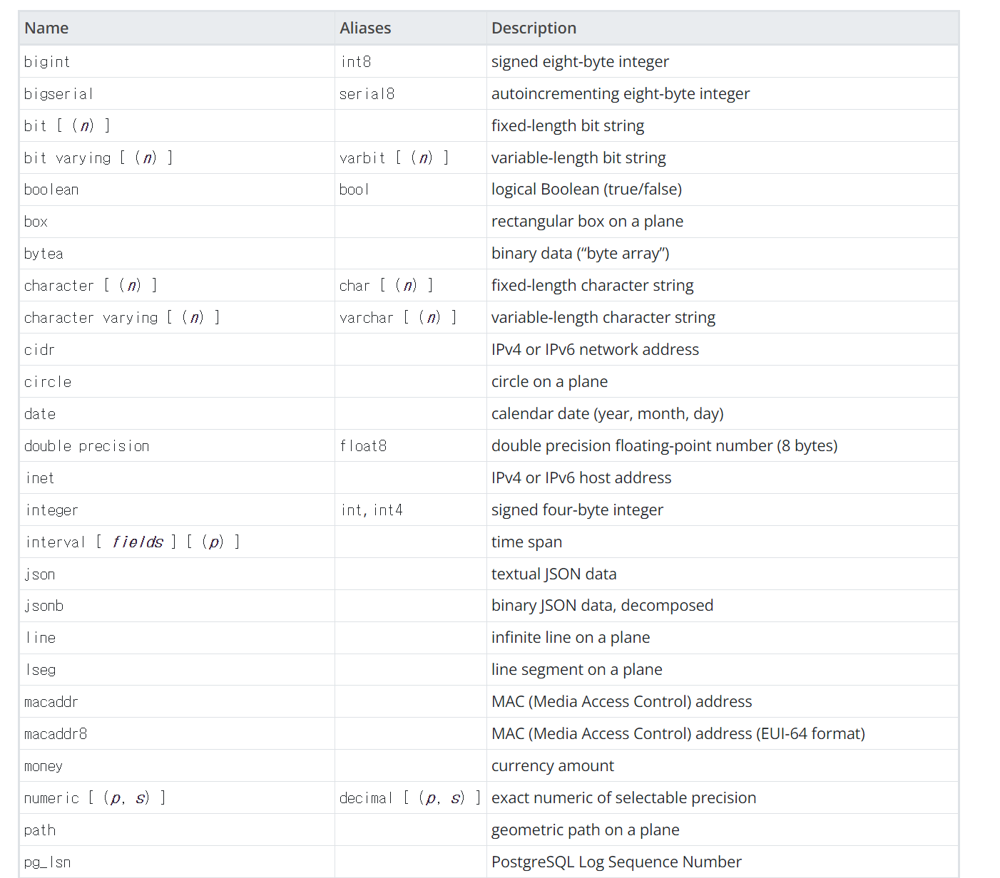 Name Aliases Description
bigint int8 signed eight-byte integer
bigserial serial8 autoincrementing eight-byte integer
bit [ (n) ] fixed-length bit string
bit varying [ (n) ] varbit [ (n) ] variable-length bit string
boolean bool logical Boolean (true/false)
box rectangular box on a plane
bytea binary data (“byte array”)
character [ (n) ] char [ (n) ] fixed-length character string
character varying [ (n) ] varchar [ (n) ] variable-length character string
cidr IPv4 or IPv6 network address
circle circle on a plane
date calendar date (year, month, day)
double precision float8 double precision floating-point number (8 bytes)
inet IPv4 or IPv6 host address
integer int, int4 signed four-byte integer
interval [ fields ] [ (p) ] time span
json textual JSON data
jsonb binary JSON data, decomposed
line infinite line on a plane
lseg line segment on a plane
macaddr MAC (Media Access Control) address
macaddr8 MAC (Media Access Control) address (EUI-64 format)
money currency amount
numeric [ (p, s) ] decimal [ (p, s) ] exact numeric of selectable precision
path geometric path on a plane
pg_lsn PostgreSQL Log Sequence Number